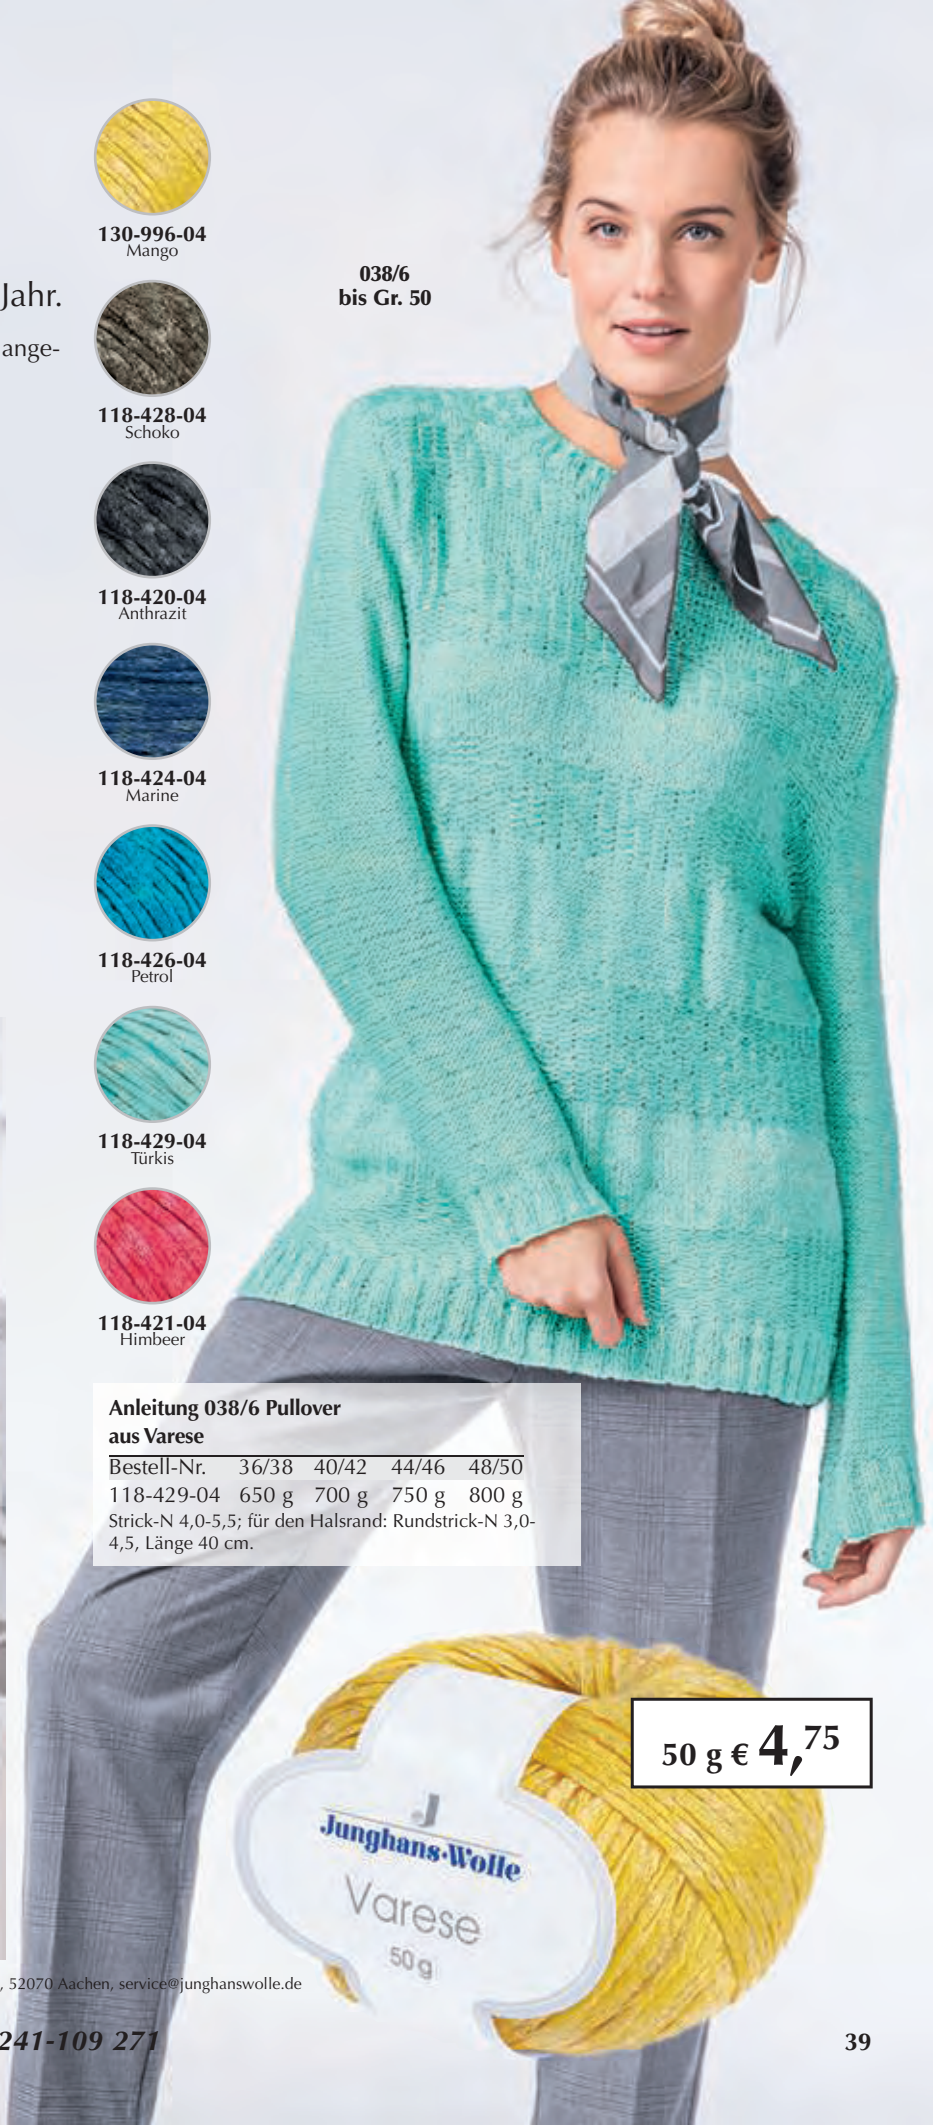 130-996-04
Mango
Jahr.
ange-
118-428-04
Schoko
118-420-04
Anthrazit
118-424-04
Marine
118-426-04
Petrol
118-429-04
Türkis
118-421-04
Himbeer
038/6
bis Gr. 50
Anleitung 038/6 Pullover
aus Varese
Bestell-Nr. 36/38 40/42 44/46 48/50
118-429-04 650 g 700 g 750 g 800 g
Strick-N 4,0-5,5; für den Halsrand: Rundstrick-N 3,0-
4,5, Länge 40 cm.
50 g € 4,75
J
Junghans-Wolle
Varese
50 g
, 52070 Aachen, service@junghanswolle.de
241-109 271
39